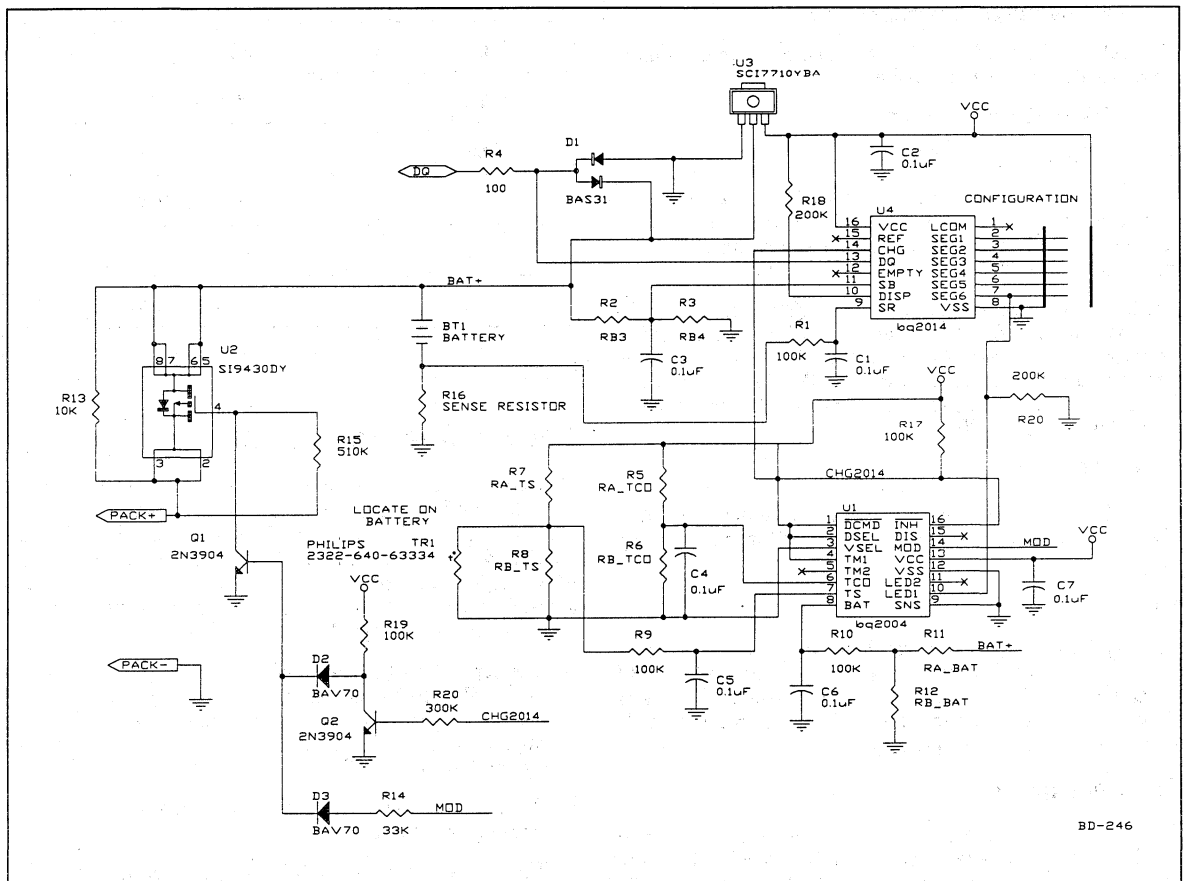 U3
SCI7710YBA
VCC
D1
C2
0.1uF
R4
DQ
100
BAS31
R18
200K
CONFIGURATION
U4
16 VCC LCOM 1
15 REF SEG1 2
14 CHG SEG2 3
13 DQ SEG3 4
12 EMPTY SEG4 5
11 SB SEG5 6
10 DISP SEG6 7
9 SR VSS 8
bq2014
BAT+
R2
R3
RB3
RB4
R1
100K
C1
0.1uF
BT1
BATTERY
C3
0.1uF
U2
SI9430DY
8 7 6 5
4
3 2
R13
10K
R15
510K
R16
SENSE RESISTOR
VCC
200K
R20
R17
100K
R7
RA_TS
R5
RA_TCO
CHG2014
PACK+
LOCATE ON
BATTERY
PHILIPS TR1
2322-640-63334
R8
RB_TS
R6
RB_TCO
C4
0.1uF
U1
1 DCMD INH 16
2 DSEL DIS 15
3 VSEL MOD 14
4 TM1 VCC 13
5 TM2 VSS 12
6 TCO LED2 11
7 TS LED1 10
8 BAT SNS 9
bq2004
MOD
VCC
C7
0.1uF
Q1
2N3904
VCC
R19
100K
R9
100K
C5
0.1uF
R10
100K
R11
RA_BAT
BAT+
C6
0.1uF
R12
RB_BAT
PACK-
D2
BAV70
Q2
2N3904
R20
300K
CHG2014
D3
BAV70
R14
33K
MOD
BD-246